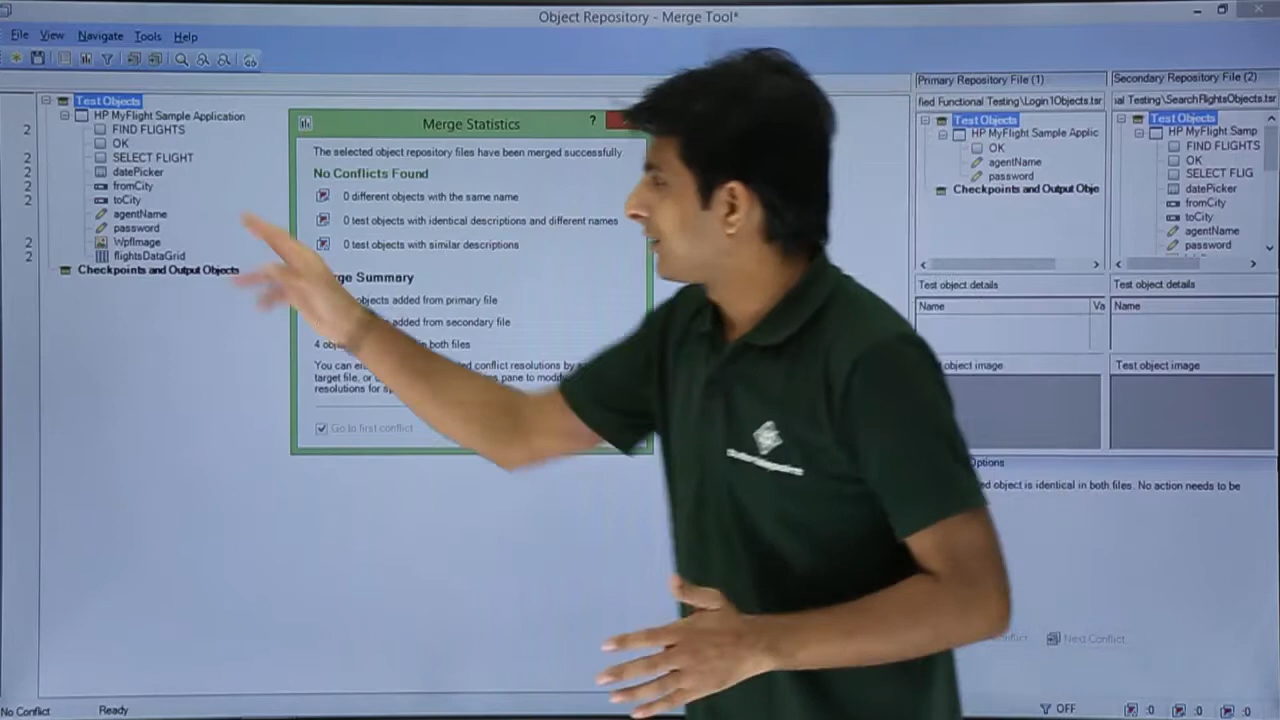 Object Repository - Merge Tool*
File View Navigate Tools Help
Test Objects
HP MyFlight Sample Application
2 FIND FLIGHTS
OK
2 SELECT FLIGHT
2 datePicker
2 fromCity
2 toCity
agentName
password
2 WpfImage
2 flightsDataGrid
Checkpoints and Output Objects
Merge Statistics
?
The selected object repository files have been merged successfully.
No Conflicts Found
0 different objects with the same name
0 test objects with identical descriptions and different names
0 test objects with similar descriptions
ge Summary
objects added from primary file
added from secondary file
4 obj in both files
You can e ed conflict resolutions by a
target file, or u s pane to modif
resolutions for sp
Go to first conflict
Primary Repository File (1)
fied Functional Testing\Login1Objects.tsr
Test Objects
HP MyFlight Sample Applic
OK
agentName
password
Checkpoints and Output Obje
Test object details
Name Va
object image
Secondary Repository File (2)
ial Testing\SearchFlightsObjects.tsr
Test Objects
HP MyFlight Samp
FIND FLIGHTS
OK
SELECT FLIG
datePicker
fromCity
toCity
agentName
password
Test object details
Name
Test object image
Options
ed object is identical in both files. No action needs to be
nflict Next Conflict
No Conflict Ready OFF :0 :0 :0